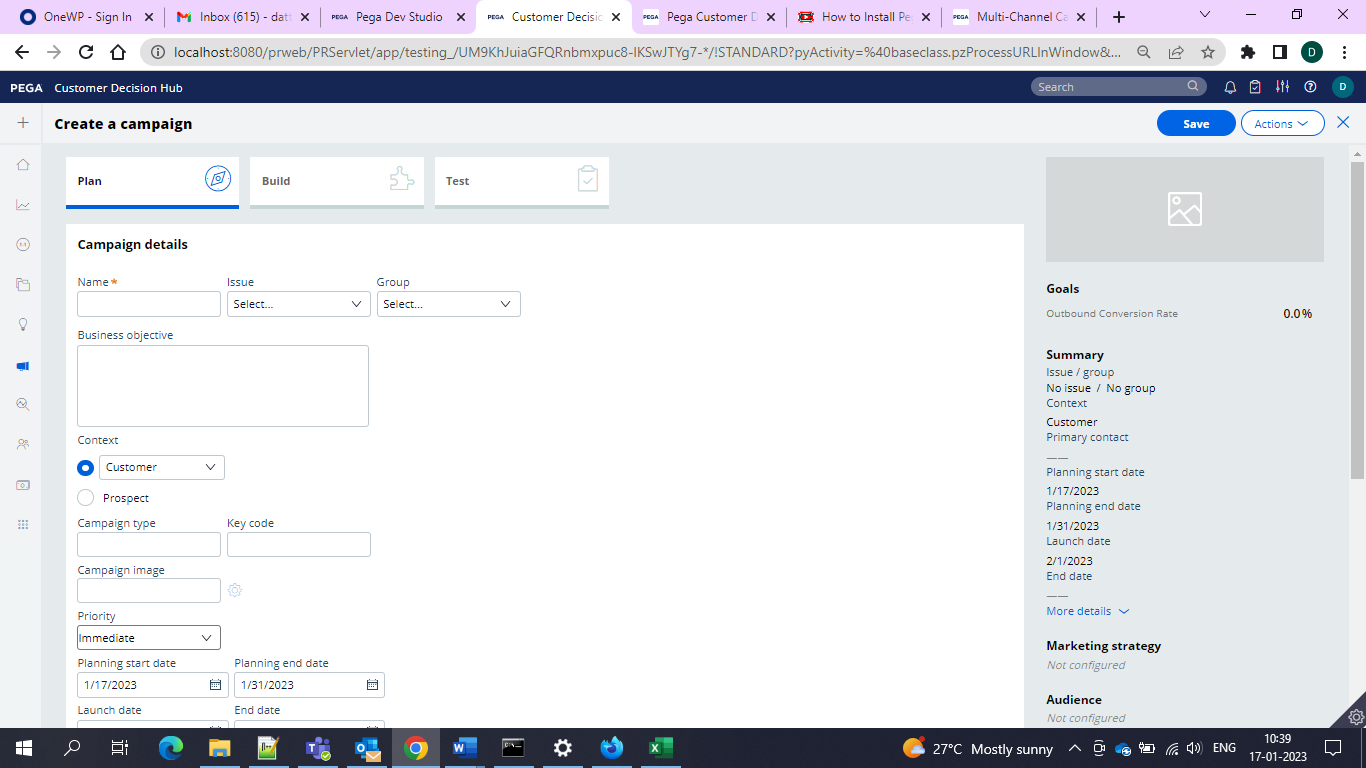 OneWP - Sign In
Inbox (615) - datt
PEGA Pega Dev Studio
PEGA Customer Decisio
PEGA Pega Customer D
How to Install Pe
PEGA Multi-Channel Ca
localhost:8080/prweb/PRServlet/app/testing_/UM9KhJuiaGFQRnbmxpuc8-IKSwJTYg7-*/!STANDARD?pyActivity=%40baseclass.pzProcessURLInWindow&...
D
PEGA Customer Decision Hub
Search
D
Create a campaign
Save
Actions
Plan
Build
Test
Campaign details
Name*
Issue
Group
Select...
Select...
Business objective
Context
Customer
Prospect
Campaign type
Key code
Campaign image
Priority
Immediate
Planning start date
Planning end date
1/17/2023
1/31/2023
Launch date
End date
Goals
Outbound Conversion Rate
0.0%
Summary
Issue / group
No issue / No group
Context
Customer
Primary contact
——
Planning start date
1/17/2023
Planning end date
1/31/2023
Launch date
2/1/2023
End date
——
More details
Marketing strategy
Not configured
Audience
Not configured
27°C Mostly sunny
ENG
10:39
17-01-2023